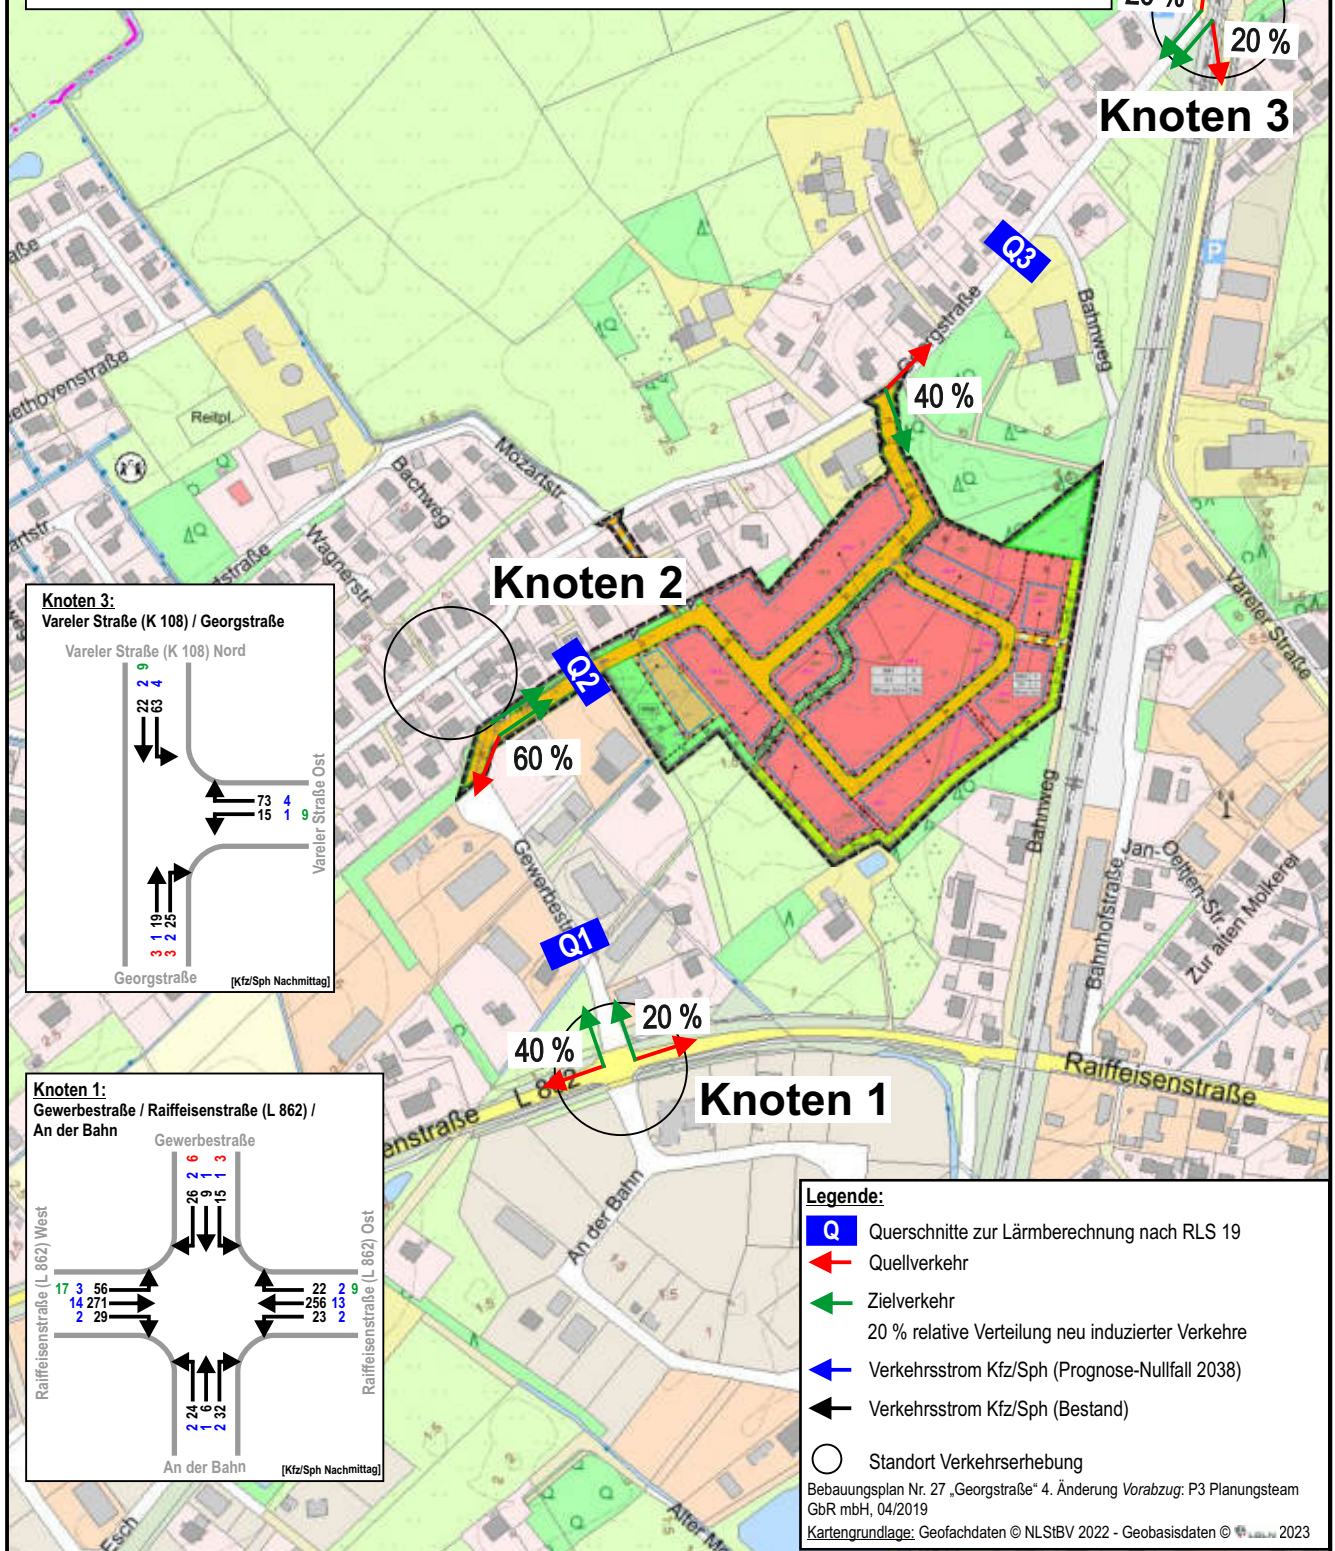 20 %
Knoten 3
Q3
Georgstraße
Bahnweg
P
40 %
Reitpl.
Mozartstr.
Bachweg
Wagnerstr.
Knoten 2
Q2
60 %
Vareler Straße
Knoten 3:
Vareler Straße (K 108) / Georgstraße
Vareler Straße (K 108) Nord
22 2 9
63 4
73 4
15 1 9
Vareler Straße Ost
3 1 19
3 2 25
Georgstraße
[Kfz/Sph Nachmittag]
Gewerbestr.
Q1
Bahnweg
Bahnhofstraße
Jan-Oetjen-Str.
Zur alten Molkerei
40 %
20 %
L 862
Knoten 1
Raiffeisenstraße
An der Bahn
Knoten 1:
Gewerbestraße / Raiffeisenstraße (L 862) /
An der Bahn
Gewerbestraße
26 2 6
9 1
15 1 3
Raiffeisenstraße (L 862) West
17 3 56
14 271
2 29
22 2 9
256 13
23 2
Raiffeisenstraße (L 862) Ost
2 24
1 6
2 32
An der Bahn
[Kfz/Sph Nachmittag]
Esch
Legende:
Q Querschnitte zur Lärmberechnung nach RLS 19
Quellverkehr
Zielverkehr
20 % relative Verteilung neu induzierter Verkehre
Verkehrsstrom Kfz/Sph (Prognose-Nullfall 2038)
Verkehrsstrom Kfz/Sph (Bestand)
Standort Verkehrserhebung
Bebauungsplan Nr. 27 „Georgstraße“ 4. Änderung Vorabzug: P3 Planungsteam
GbR mbH, 04/2019
Kartengrundlage: Geofachdaten © NLStBV 2022 - Geobasisdaten © LGLN 2023